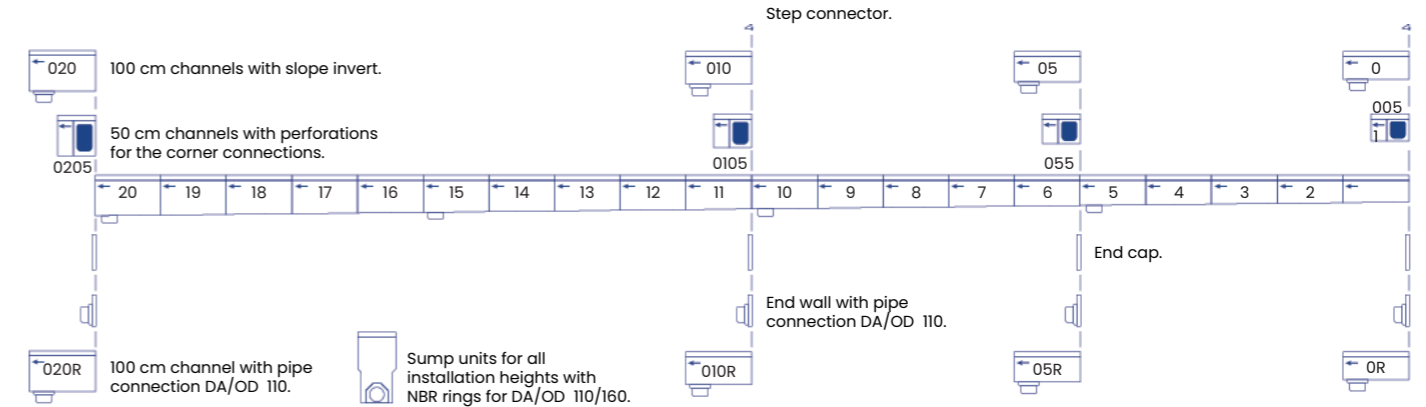 Step connector.
020
100 cm channels with slope invert.
010
05
0
50 cm channels with perforations
for the corner connections.
0205
0105
055
005
1
20 19 18 17 16 15 14 13 12 11 10 9 8 7 6 5 4 3 2
End cap.
End wall with pipe
connection DA/OD 110.
020R
100 cm channel with pipe
connection DA/OD 110.
Sump units for all
installation heights with
NBR rings for DA/OD 110/160.
010R
05R
0R